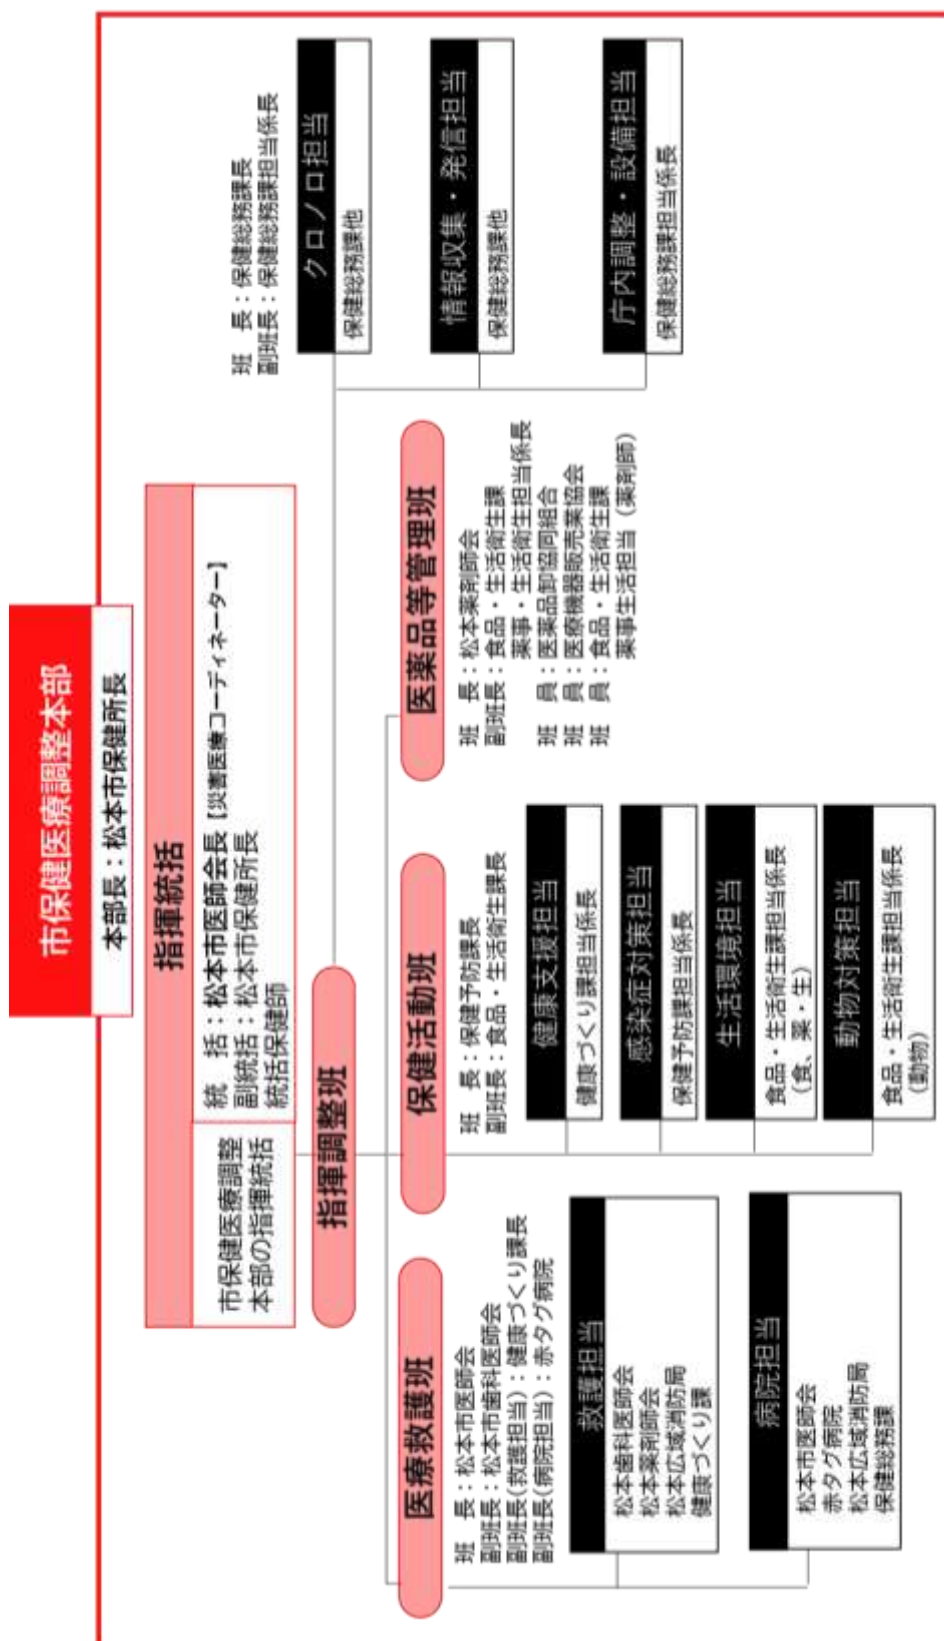 市保健医療調整本部
本部長：松本市保健所長
指揮統括
市保健医療調整
本部の指揮統括
統　括：松本市医師会長【災害医療コーディネーター】
副統括：松本市保健所長
統括保健師
指揮調整班
班　長：保健総務課長
副班長：保健総務課担当係長
クロノロ担当
保健総務課他
情報収集・発信担当
保健総務課他
庁内調整・設備担当
保健総務課担当係長
医療救護班
班　長：松本市医師会
副班長：松本市歯科医師会
副班長(救護担当)：健康づくり課長
副班長(病院担当)：赤タグ病院
救護担当
松本歯科医師会
松本薬剤師会
松本広域消防局
健康づくり課
病院担当
松本市医師会
赤タグ病院
松本広域消防局
保健総務課
保健活動班
班　長：保健予防課長
副班長：食品・生活衛生課長
健康支援担当
健康づくり課担当係長
感染症対策担当
保健予防課担当係長
生活環境担当
食品・生活衛生課担当係長
(食、薬・生)
動物対策担当
食品・生活衛生課担当係長
(動物)
医薬品等管理班
班　長：松本薬剤師会
副班長：食品・生活衛生課
薬事・生活衛生担当係長
班　員：医薬品卸協同組合
班　員：医療機器販売業協会
班　員：食品・生活衛生課
薬事生活担当（薬剤師）